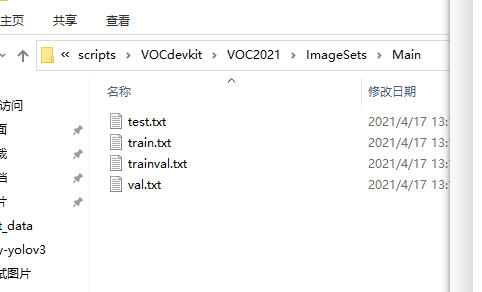 主页 共享 查看
« scripts > VOCdevkit > VOC2021 > ImageSets > Main
名称 修改日期
test.txt 2021/4/17 13:
train.txt 2021/4/17 13:
trainval.txt 2021/4/17 13:
val.txt 2021/4/17 13:
访问
面
载
档
片
t_data
y-yolov3
试图片